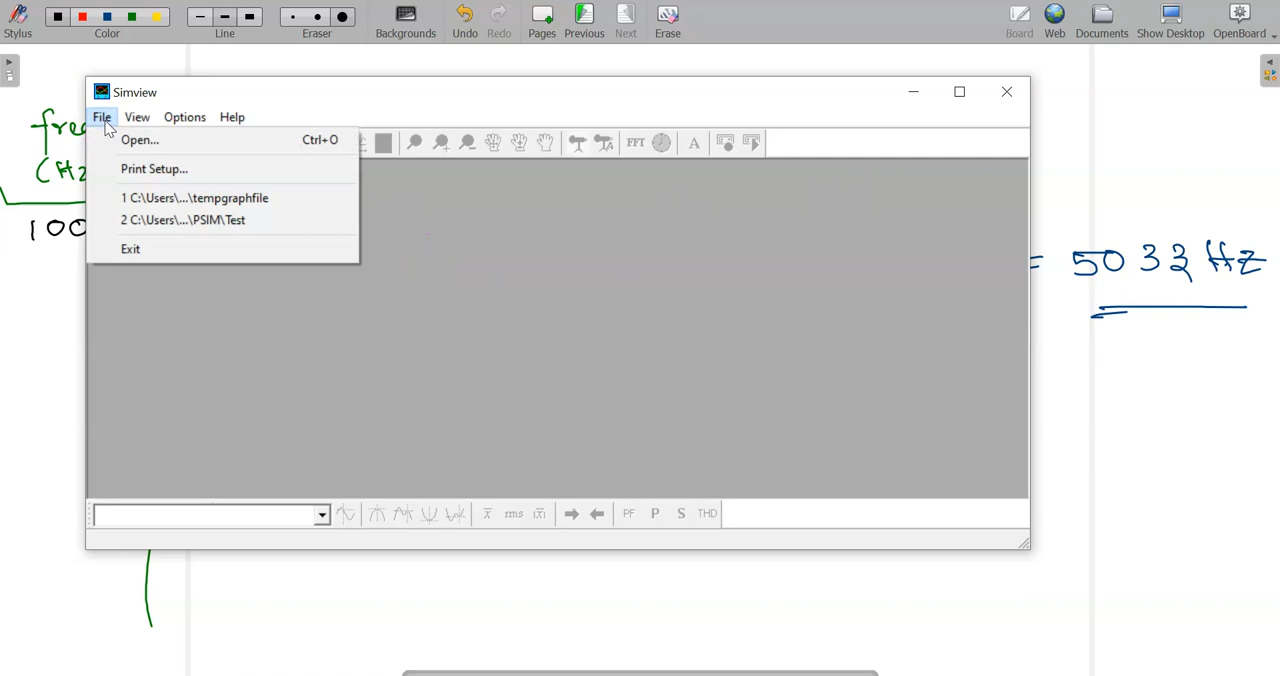 Stylus Color Line Eraser Backgrounds Undo Redo Pages Previous Next Erase Board Web Documents Show Desktop OpenBoard
Simview
File View Options Help
Open... Ctrl+O
FFT A
Print Setup...
1 C:\Users\...\tempgraphfile
2 C:\Users\...\PSIM\Test
Exit
(Hz
100
= 5033 Hz
x rms |x| PF P S THD